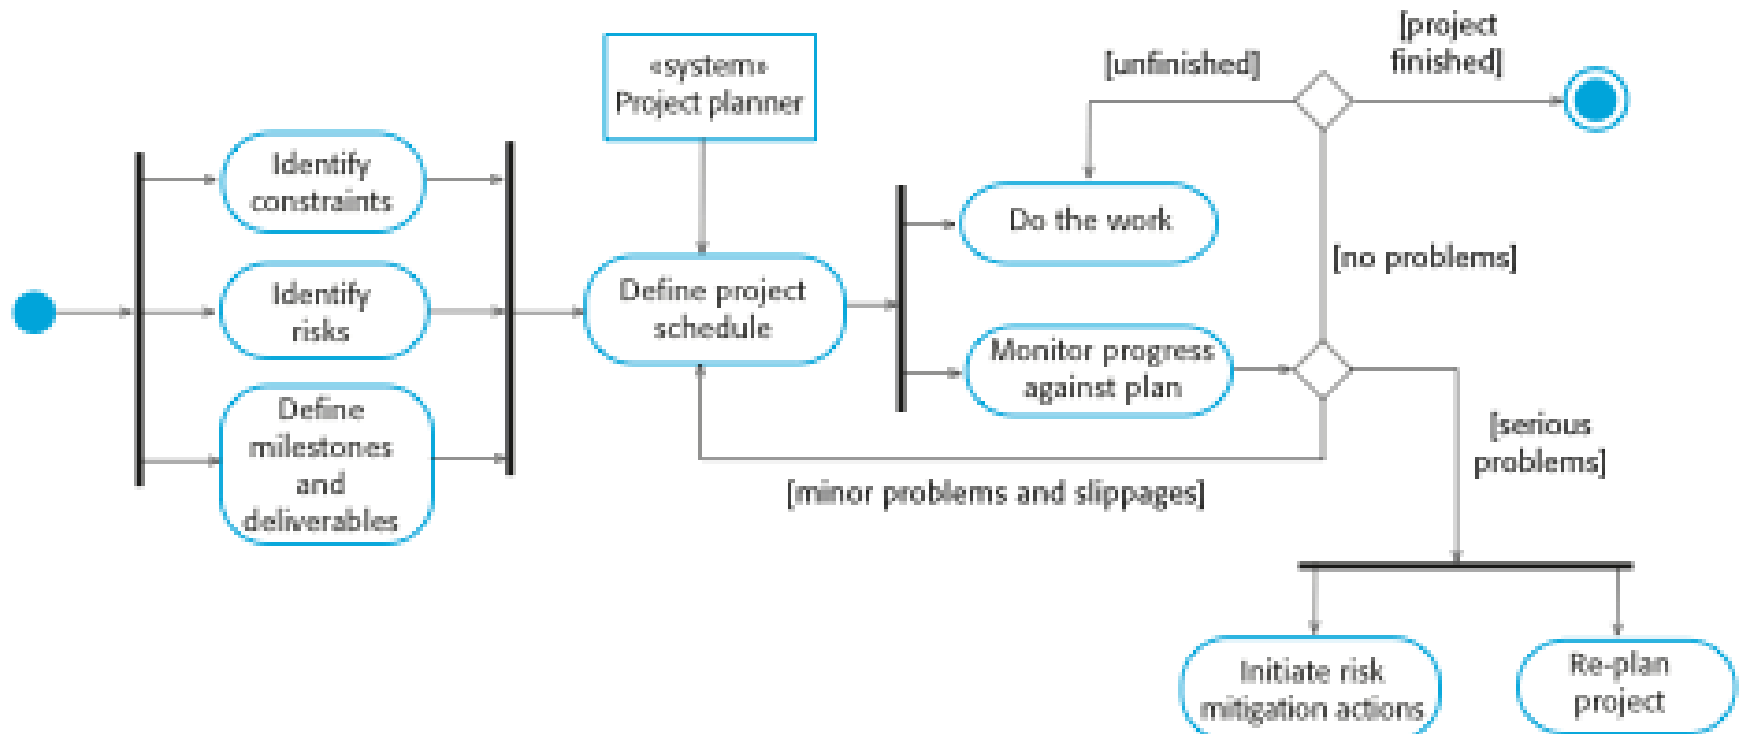 [project
finished]
[unfinished]
«system»
Project planner
Identify
constraints
Do the work
[no problems]
Identify
risks
Define project
schedule
Monitor progress
against plan
Define
milestones
and
deliverables
[serious
problems]
[minor problems and slippages]
Initiate risk
mitigation actions
Re-plan
project